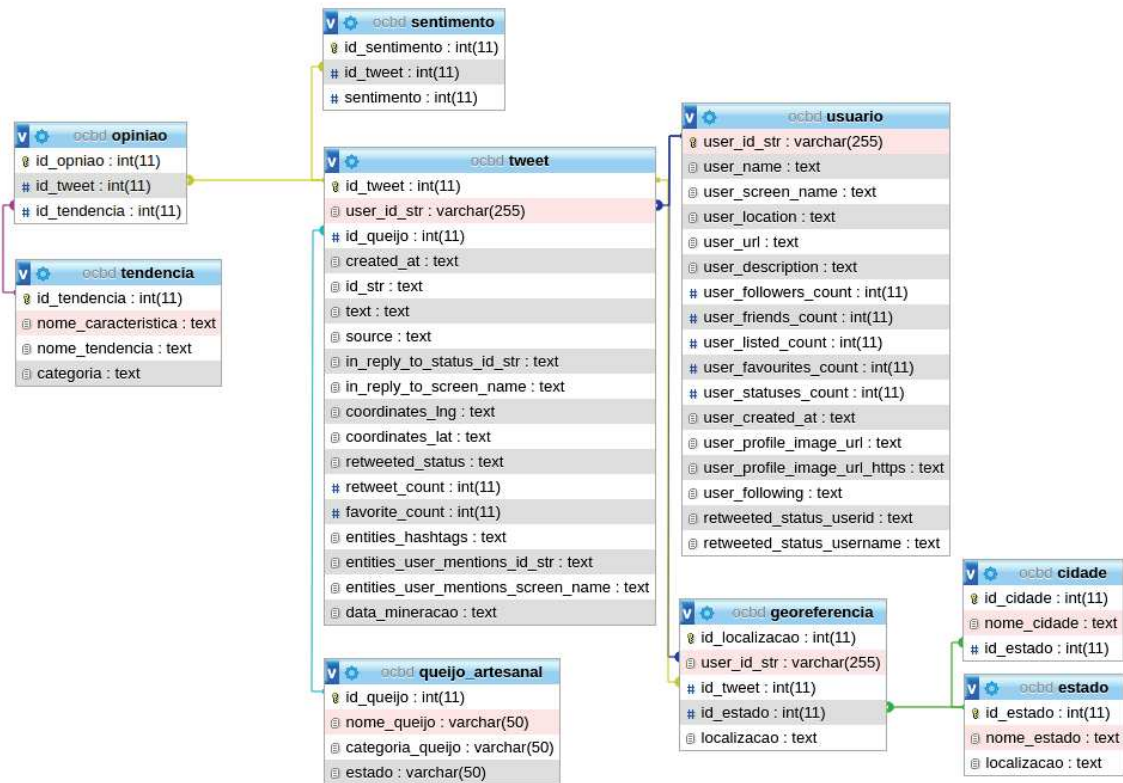 ocbd sentimento
id_sentimento : int(11)
id_tweet : int(11)
sentimento : int(11)
ocbd opiniao
id_opniao : int(11)
id_tweet : int(11)
id_tendencia : int(11)
ocbd tendencia
id_tendencia : int(11)
nome_caracteristica : text
nome_tendencia : text
categoria : text
ocbd tweet
id_tweet : int(11)
user_id_str : varchar(255)
id_queijo : int(11)
created_at : text
id_str : text
text : text
source : text
in_reply_to_status_id_str : text
in_reply_to_screen_name : text
coordinates_lng : text
coordinates_lat : text
retweeted_status : text
retweet_count : int(11)
favorite_count : int(11)
entities_hashtags : text
entities_user_mentions_id_str : text
entities_user_mentions_screen_name : text
data_mineracao : text
ocbd usuario
user_id_str : varchar(255)
user_name : text
user_screen_name : text
user_location : text
user_url : text
user_description : text
user_followers_count : int(11)
user_friends_count : int(11)
user_listed_count : int(11)
user_favourites_count : int(11)
user_statuses_count : int(11)
user_created_at : text
user_profile_image_url : text
user_profile_image_url_https : text
user_following : text
retweeted_status_userid : text
retweeted_status_username : text
ocbd queijo_artesanal
id_queijo : int(11)
nome_queijo : varchar(50)
categoria_queijo : varchar(50)
estado : varchar(50)
ocbd georeferencia
id_localizacao : int(11)
user_id_str : varchar(255)
id_tweet : int(11)
id_estado : int(11)
localizacao : text
ocbd cidade
id_cidade : int(11)
nome_cidade : text
id_estado : int(11)
ocbd estado
id_estado : int(11)
nome_estado : text
localizacao : text